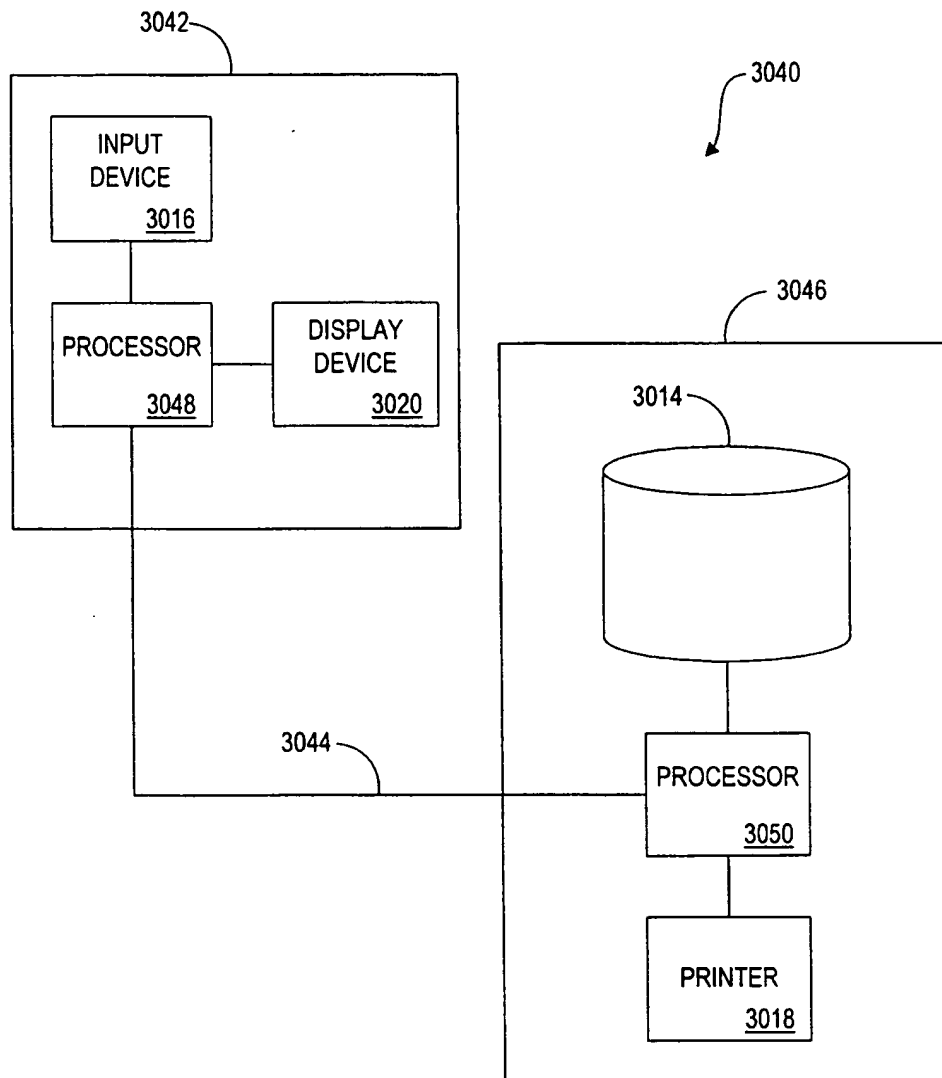 3042
3040
INPUT
DEVICE
3016
3046
PROCESSOR
3048
DISPLAY
DEVICE
3020
3014
3044
PROCESSOR
3050
PRINTER
3018